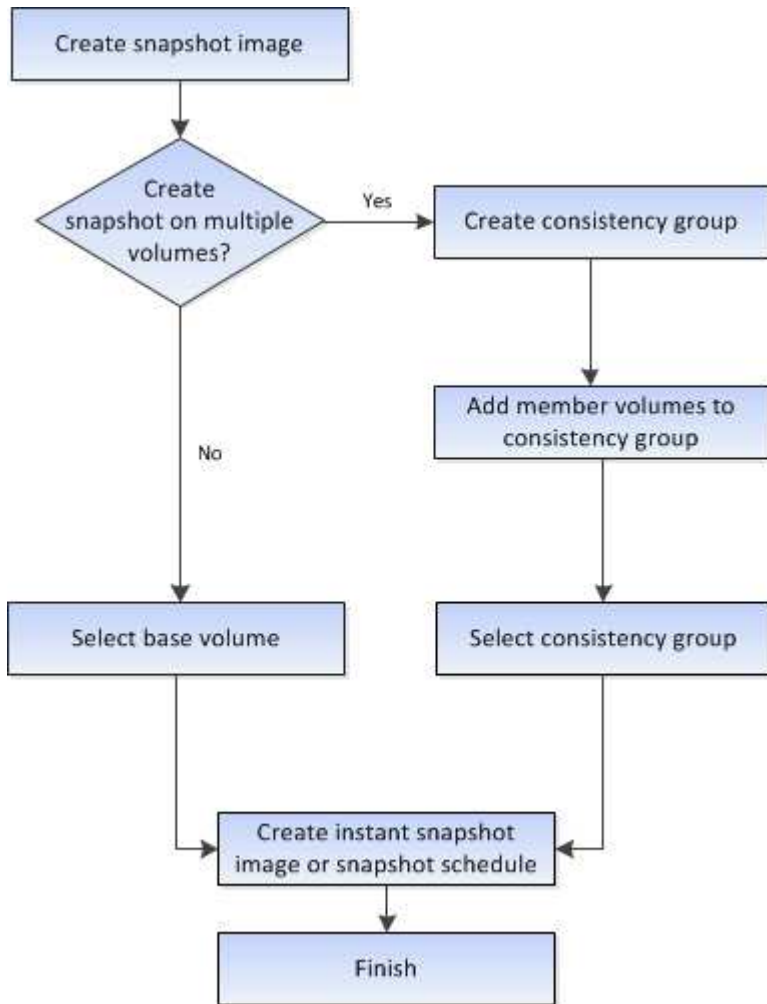 Create snapshot image
Create
snapshot on multiple
volumes?
Yes
Create consistency group
Add member volumes to
consistency group
No
Select base volume
Select consistency group
Create instant snapshot
image or snapshot schedule
Finish